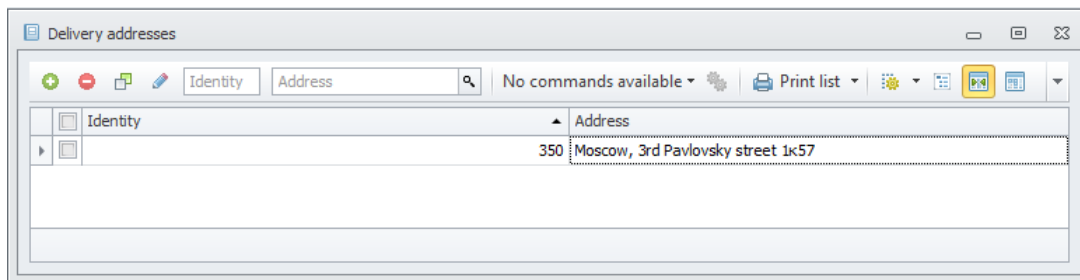 Delivery addresses
Identity Address No commands available Print list
Identity Address
350 Moscow, 3rd Pavlovsky street 1к57